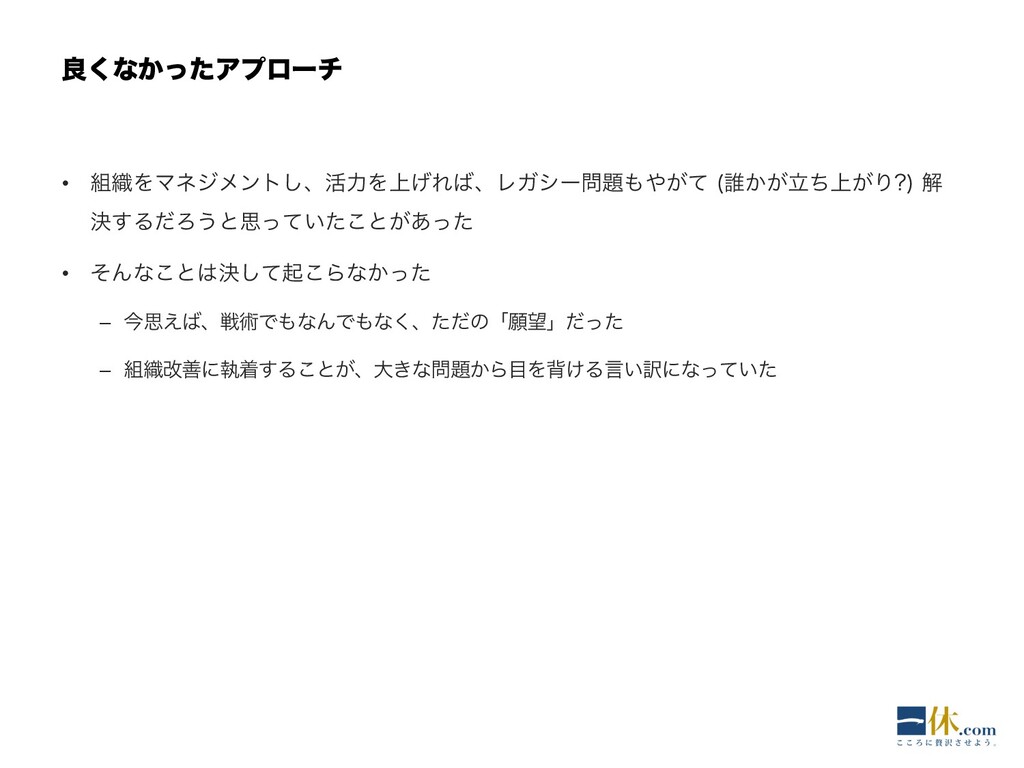 良くなかったアプローチ
• 組織をマネジメントし、活力を上げれば、レガシー問題もやがて (誰かが立ち上がり?) 解
決するだろうと思っていたことがあった
• そんなことは決して起こらなかった
– 今思えば、戦術でもなんでもなく、ただの「願望」だった
– 組織改善に執着することが、大きな問題から目を背ける言い訳になっていた
一休.com
こころに贅沢させよう。